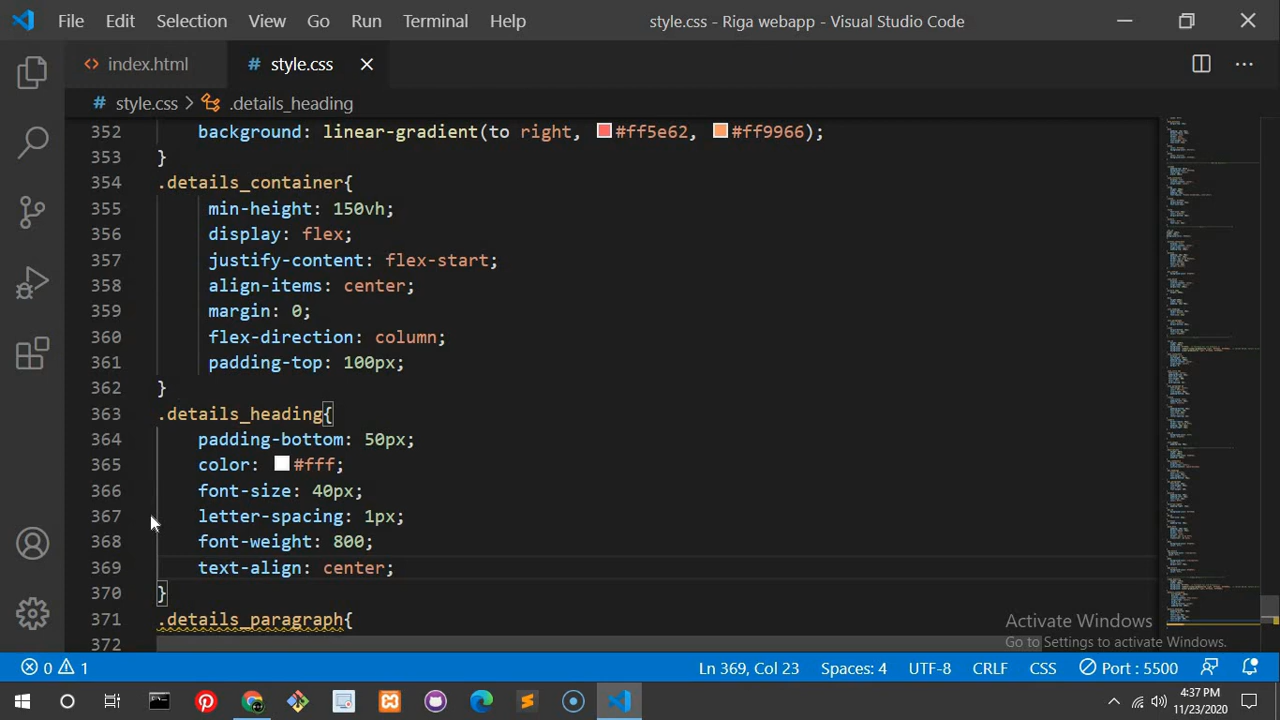 File Edit Selection View Go Run Terminal Help style.css - Riga webapp - Visual Studio Code
<> index.html # style.css
# style.css > .details_heading
352 background: linear-gradient(to right, #ff5e62, #ff9966);
353 }
354 .details_container{
355 min-height: 150vh;
356 display: flex;
357 justify-content: flex-start;
358 align-items: center;
359 margin: 0;
360 flex-direction: column;
361 padding-top: 100px;
362 }
363 .details_heading{
364 padding-bottom: 50px;
365 color: #fff;
366 font-size: 40px;
367 letter-spacing: 1px;
368 font-weight: 800;
369 text-align: center;
370 }
371 .details_paragraph{
372
Activate Windows
Go to Settings to activate Windows.
0 1 Ln 369, Col 23 Spaces: 4 UTF-8 CRLF CSS Port : 5500
4:37 PM
11/23/2020